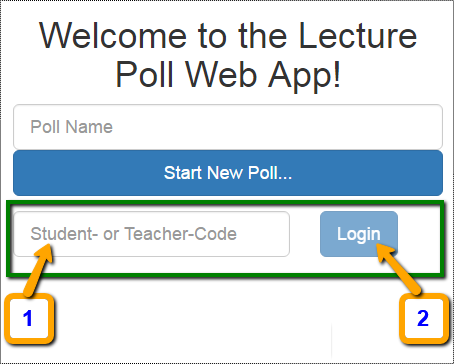 Welcome to the Lecture
Poll Web App!
Poll Name
Start New Poll...
Student- or Teacher-Code
Login
1
2